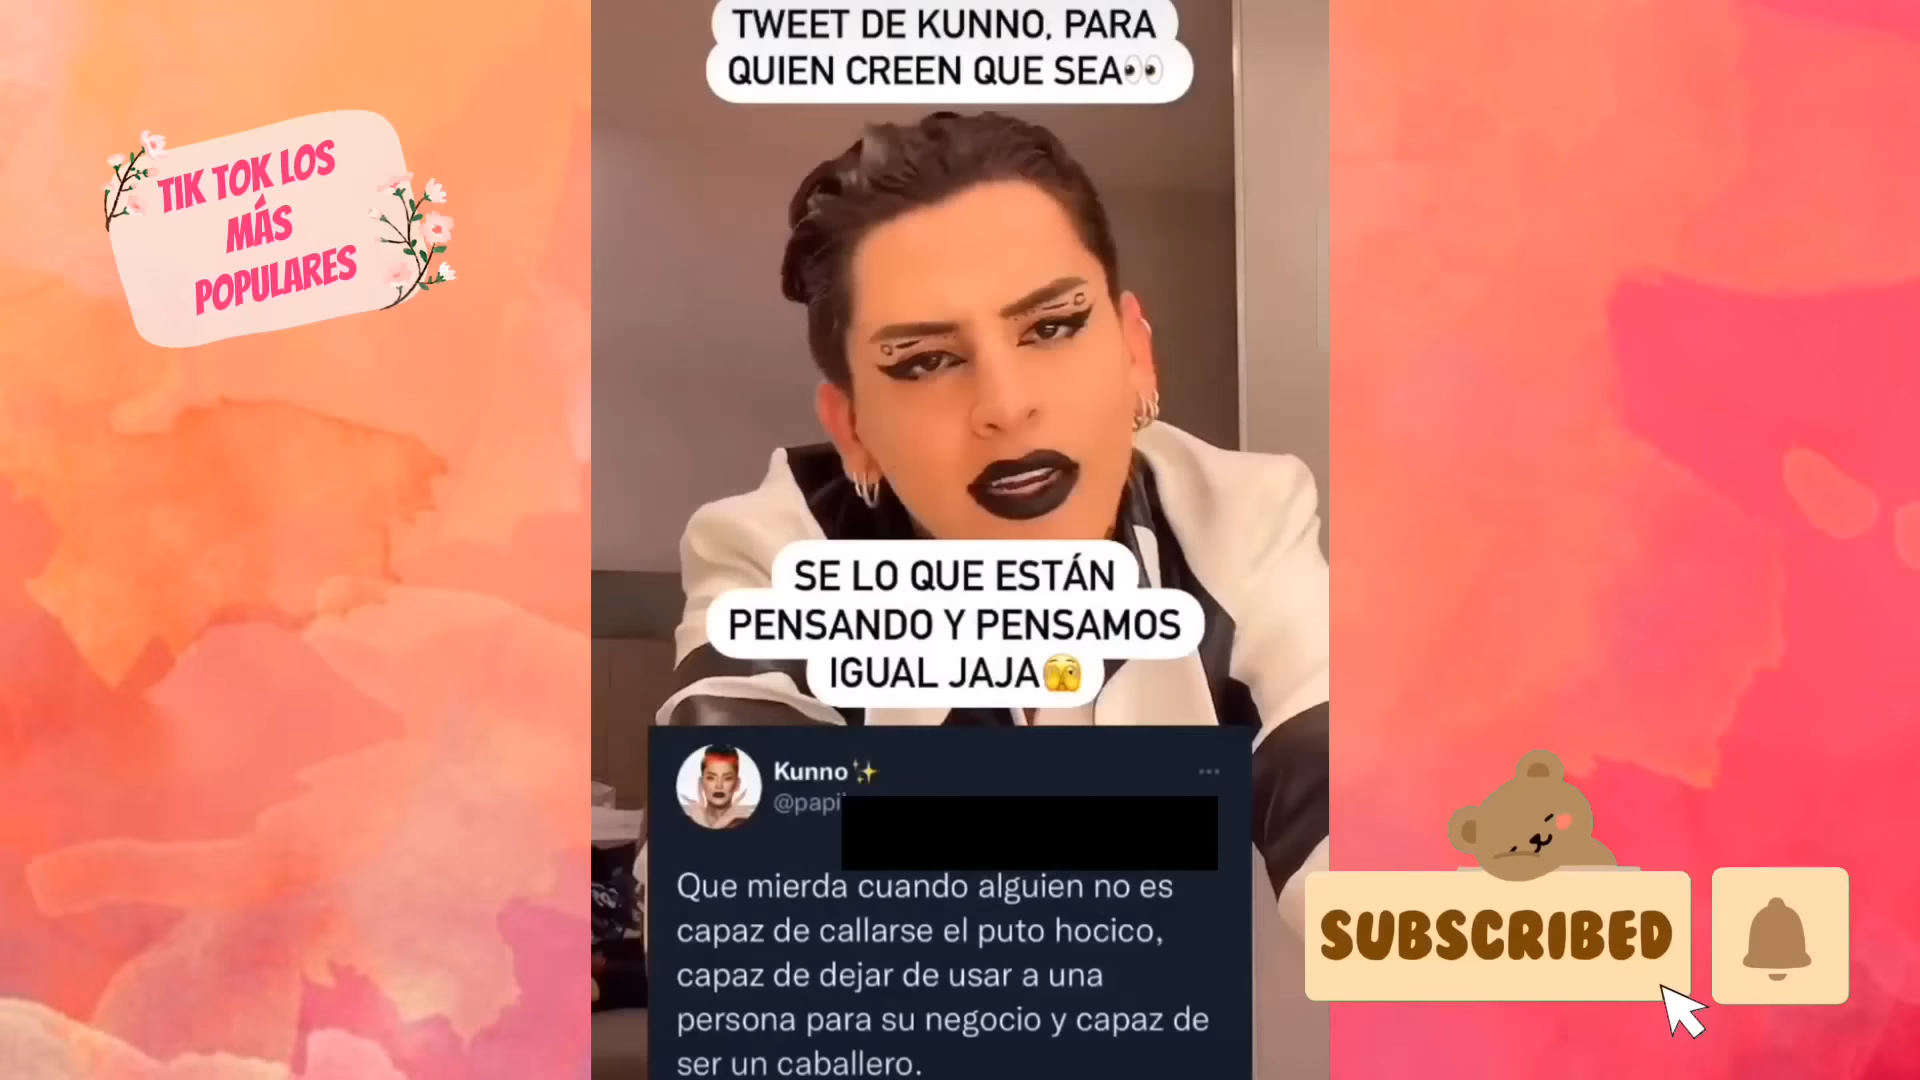 TIK TOK LOS
MÁS
POPULARES
TWEET DE KUNNO, PARA
QUIEN CREEN QUE SEA👀
SE LO QUE ESTÁN
PENSANDO Y PENSAMOS
IGUAL JAJA🫣
Kunno✨
@papi
Que mierda cuando alguien no es
capaz de callarse el puto hocico,
capaz de dejar de usar a una
persona para su negocio y capaz de
ser un caballero.
SUBSCRIBED